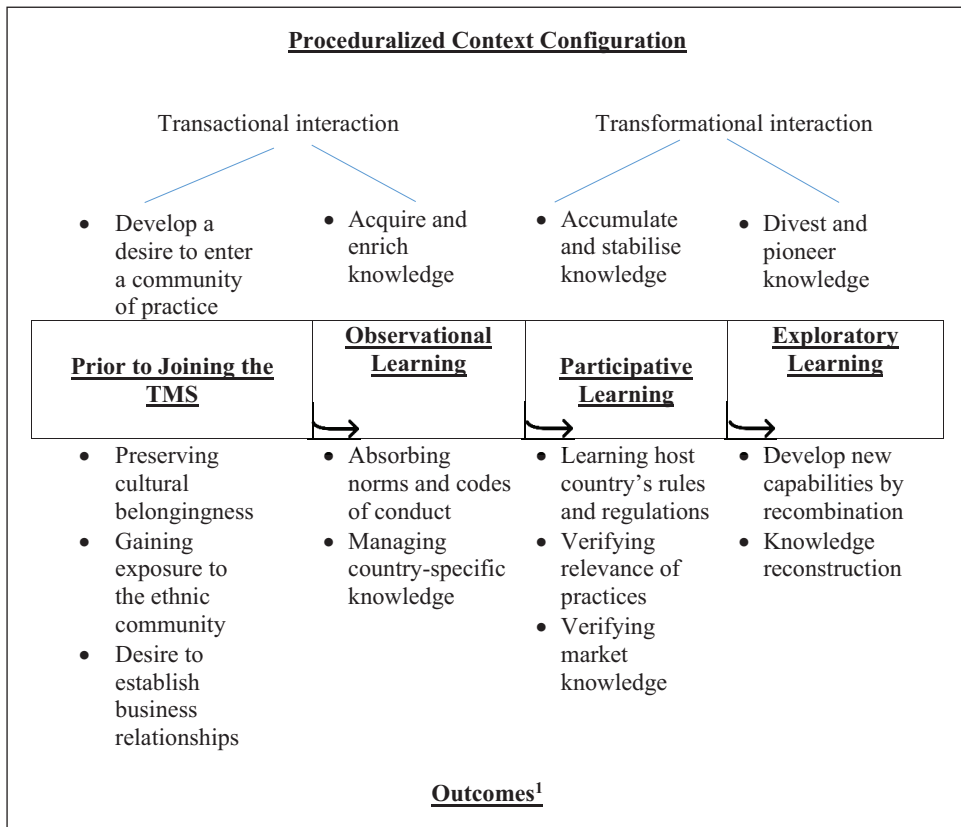 Proceduralized Context Configuration
Transactional interaction
Transformational interaction
• Develop a
desire to enter
a community
of practice
• Acquire and
enrich
knowledge
• Accumulate
and stabilise
knowledge
• Divest and
pioneer
knowledge
Prior to Joining the
TMS
Observational
Learning
Participative
Learning
Exploratory
Learning
• Preserving
cultural
belongingness
• Gaining
exposure to
the ethnic
community
• Desire to
establish
business
relationships
• Absorbing
norms and codes
of conduct
• Managing
country-specific
knowledge
• Learning host
country’s rules
and regulations
• Verifying
relevance of
practices
• Verifying
market
knowledge
• Develop new
capabilities by
recombination
• Knowledge
reconstruction
Outcomes¹